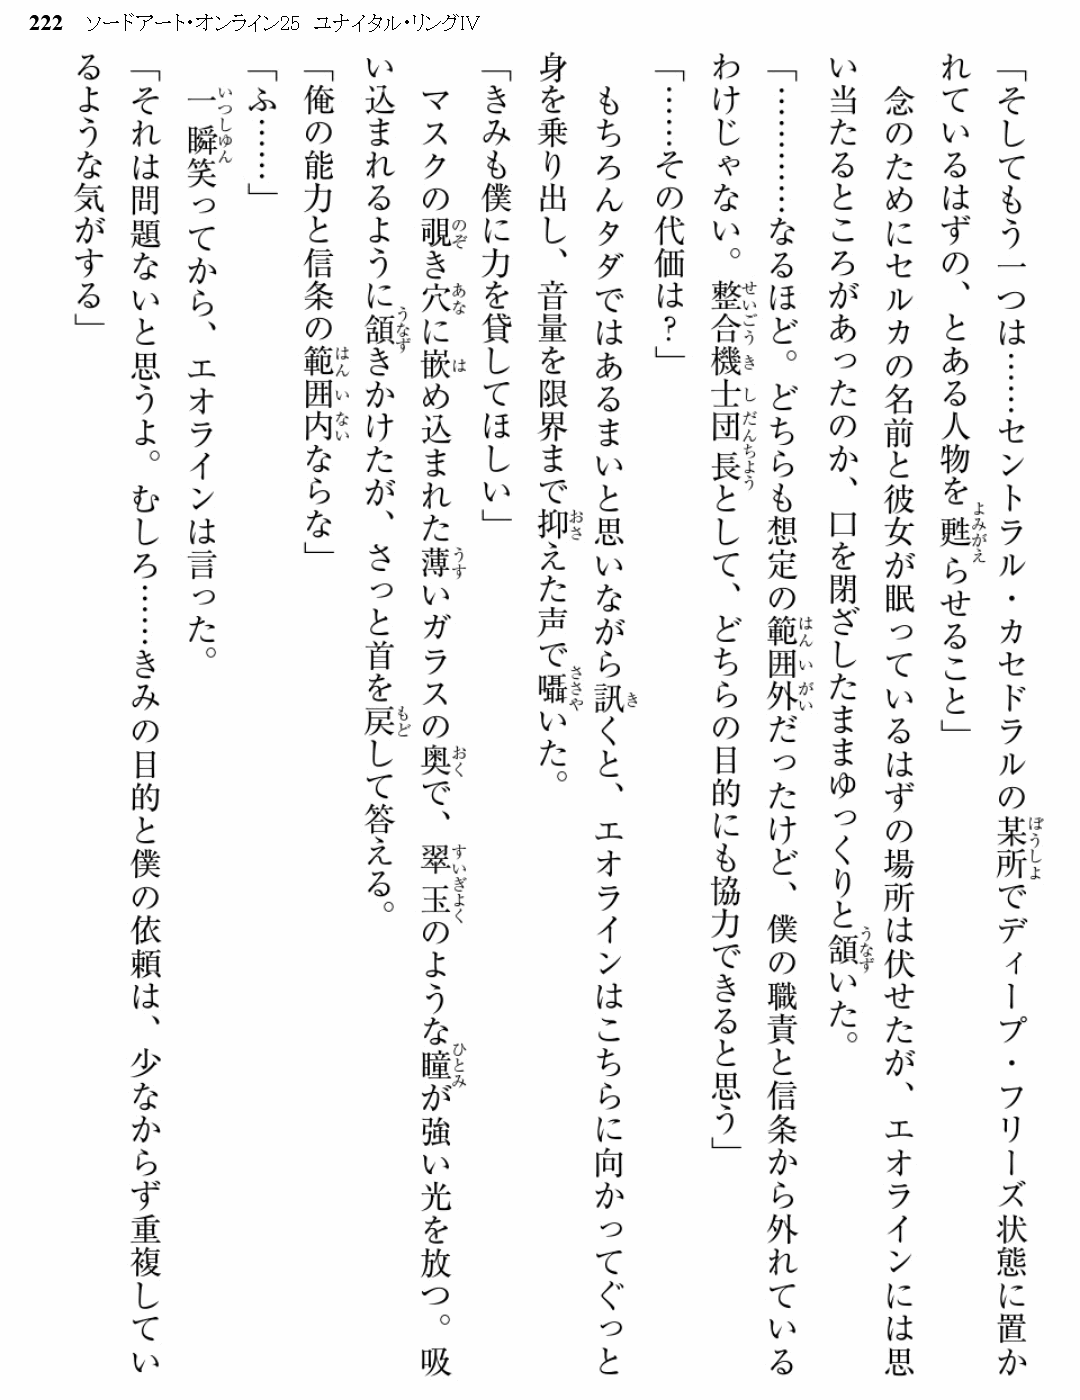 222 ソードアート・オンライン25 ユナイタル・リングIV
「そしてもう一つは……セントラル・カセドラルの某所でディープ・フリーズ状態に置か
れているはずの、とある人物を甦らせること」
念のためにセルカの名前と彼女が眠っているはずの場所は伏せたが、エオラインには思
い当たるところがあったのか、口を閉ざしたままゆっくりと頷いた。
「…………なるほど。どちらも想定の範囲外だったけど、僕の職責と信条から外れている
わけじゃない。整合機士団長として、どちらの目的にも協力できると思う」
「……その代価は?」
もちろんタダではあるまいと思いながら訊くと、エオラインはこちらに向かってぐっと
身を乗り出し、音量を限界まで抑えた声で囁いた。
「きみも僕に力を貸してほしい」
マスクの覗き穴に嵌め込まれた薄いガラスの奥で、翠玉のような瞳が強い光を放つ。吸
い込まれるように頷きかけたが、さっと首を戻して答える。
「俺の能力と信条の範囲内ならな」
「ふ……」
一瞬笑ってから、エオラインは言った。
「それは問題ないと思うよ。むしろ……きみの目的と僕の依頼は、少なからず重複してい
るような気がする」